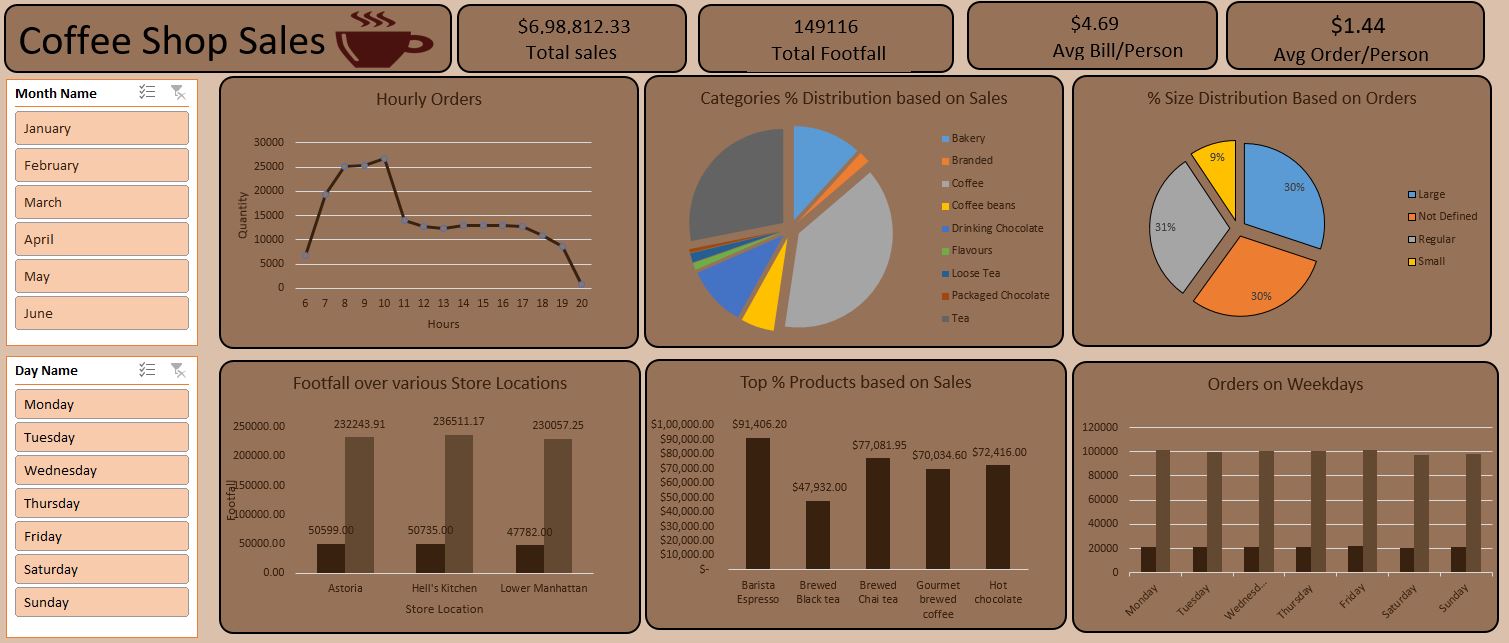 Coffee Shop Sales
$6,98,812.33
Total sales
149116
Total Footfall
$4.69
Avg Bill/Person
$1.44
Avg Order/Person
Month Name
January
February
March
April
May
June
Day Name
Monday
Tuesday
Wednesday
Thursday
Friday
Saturday
Sunday
Hourly Orders
Quantity
30000
25000
20000
15000
10000
5000
0
6 7 8 9 10 11 12 13 14 15 16 17 18 19 20
Hours
Categories % Distribution based on Sales
Bakery
Branded
Coffee
Coffee beans
Drinking Chocolate
Flavours
Loose Tea
Packaged Chocolate
Tea
% Size Distribution Based on Orders
9%
30%
31%
30%
Large
Not Defined
Regular
Small
Footfall over various Store Locations
Footfall
250000.00
200000.00
150000.00
100000.00
50000.00
0.00
232243.91
236511.17
230057.25
50599.00
50735.00
47782.00
Astoria Hell's Kitchen Lower Manhattan
Store Location
Top % Products based on Sales
$1,00,000.00
$90,000.00
$80,000.00
$70,000.00
$60,000.00
$50,000.00
$40,000.00
$30,000.00
$20,000.00
$10,000.00
$-
$91,406.20
$47,932.00
$77,081.95
$70,034.60
$72,416.00
Barista
Espresso
Brewed
Black tea
Brewed
Chai tea
Gourmet
brewed
coffee
Hot
chocolate
Orders on Weekdays
120000
100000
80000
60000
40000
20000
0
Monday
Tuesday
Wednesd...
Thursday
Friday
Saturday
Sunday